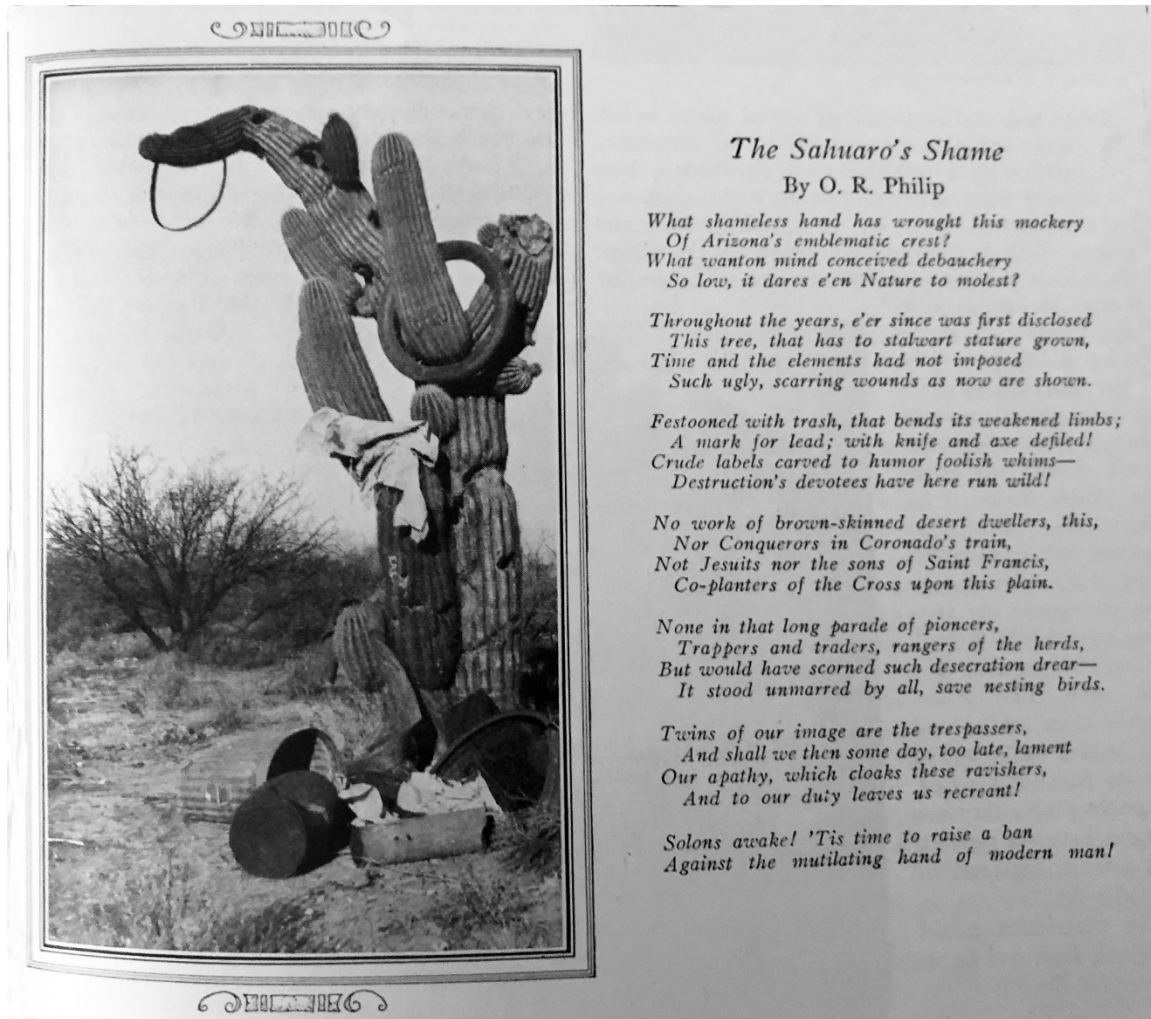 The Sahuaro's Shame
By O. R. Philip
What shameless hand has wrought this mockery
Of Arizona's emblematic crest?
What wanton mind conceived debauchery
So low, it dares e'en Nature to molest?
Throughout the years, e'er since was first disclosed
This tree, that has to stalwart stature grown,
Time and the elements had not imposed
Such ugly, scarring wounds as now are shown.
Festooned with trash, that bends its weakened limbs;
A mark for lead; with knife and axe defiled!
Crude labels carved to humor foolish whims—
Destruction's devotees have here run wild!
No work of brown-skinned desert dwellers, this,
Nor Conquerors in Coronado's train,
Not Jesuits nor the sons of Saint Francis,
Co-planters of the Cross upon this plain.
None in that long parade of pioneers,
Trappers and traders, rangers of the herds,
But would have scorned such desecration drear—
It stood unmarred by all, save nesting birds.
Twins of our image are the trespassers,
And shall we then some day, too late, lament
Our apathy, which cloaks these ravishers,
And to our duty leaves us recreant!
Solons awake! 'Tis time to raise a ban
Against the mutilating hand of modern man!